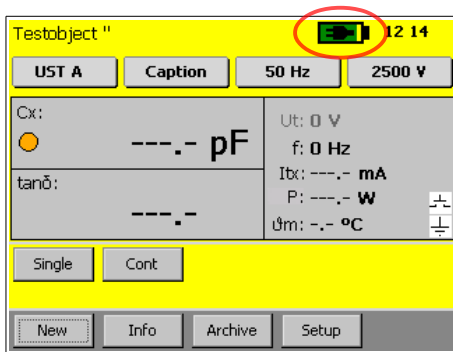 Testobject " 12 14
UST A Caption 50 Hz 2500 V
Cx:
---.- pF
tanδ:
---.-
Ut: 0 V
f: 0 Hz
Itx: ---.- mA
P: ---.- W
ϑm: -.- ºC
Single Cont
New Info Archive Setup